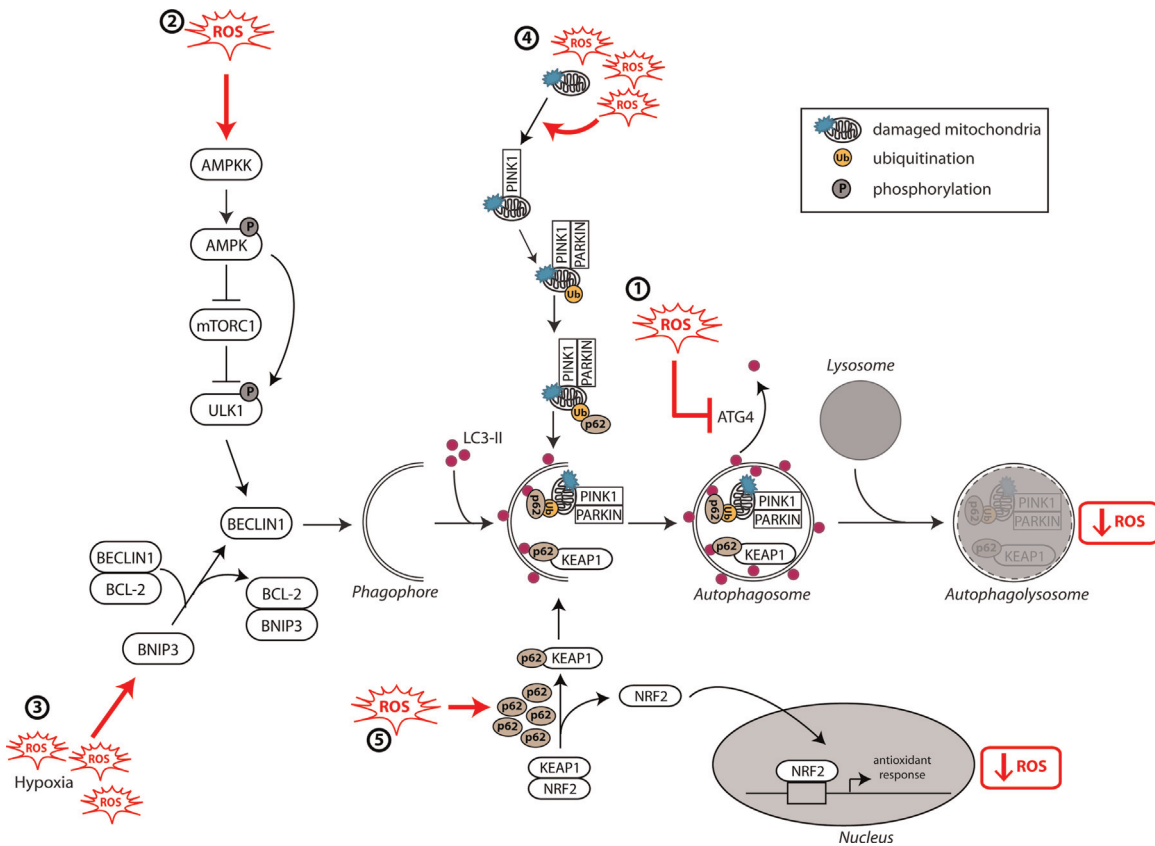 2
ROS
AMPKK
P
AMPK
mTORC1
P
ULK1
BECLIN1
BECLIN1
BCL-2
BCL-2
BNIP3
BNIP3
3
ROS
ROS
Hypoxia
ROS
4
ROS
ROS
ROS
PINK1
PINK1
PARKIN
Ub
PINK1
PARKIN
Ub
p62
damaged mitochondria
Ub
ubiquitination
P
phosphorylation
1
ROS
ATG4
Lysosome
LC3-II
Phagophore
p62
Ub
PINK1
PARKIN
p62
KEAP1
p62
Ub
PINK1
PARKIN
p62
KEAP1
Autophagosome
p62
Ub
PINK1
PARKIN
p62
KEAP1
Autophagolysosome
ROS
p62
KEAP1
ROS
5
p62
p62
p62
p62
p62
p62
KEAP1
NRF2
NRF2
NRF2
antioxidant
response
Nucleus
ROS